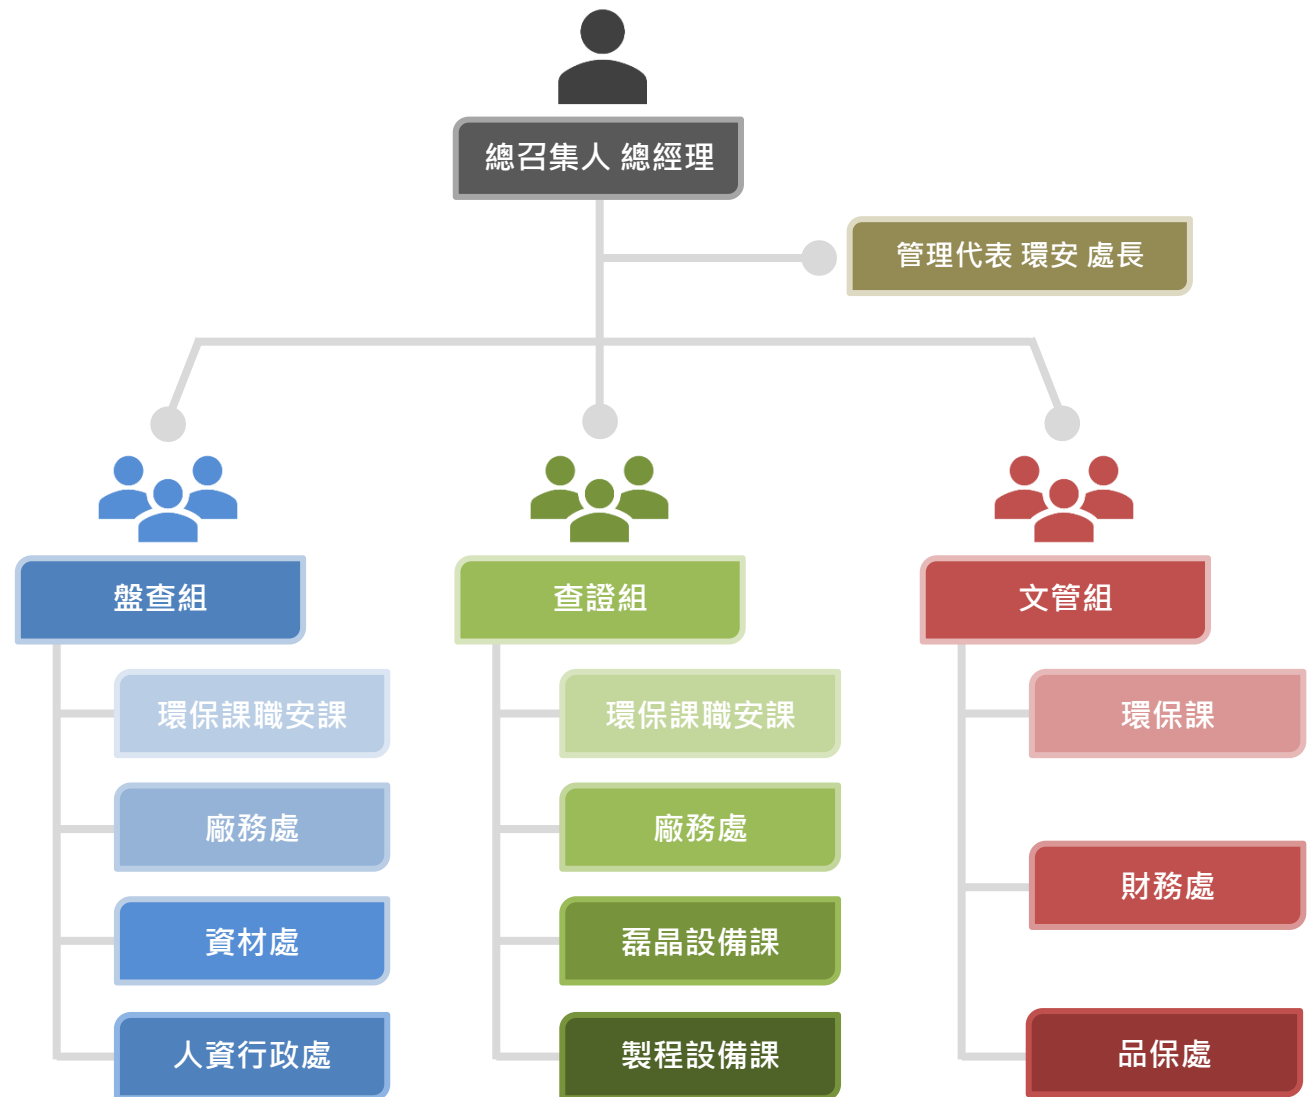 總召集人 總經理
管理代表 環安 處長
盤查組
環保課職安課
廠務處
資材處
人資行政處
查證組
環保課職安課
廠務處
磊晶設備課
製程設備課
文管組
環保課
財務處
品保處